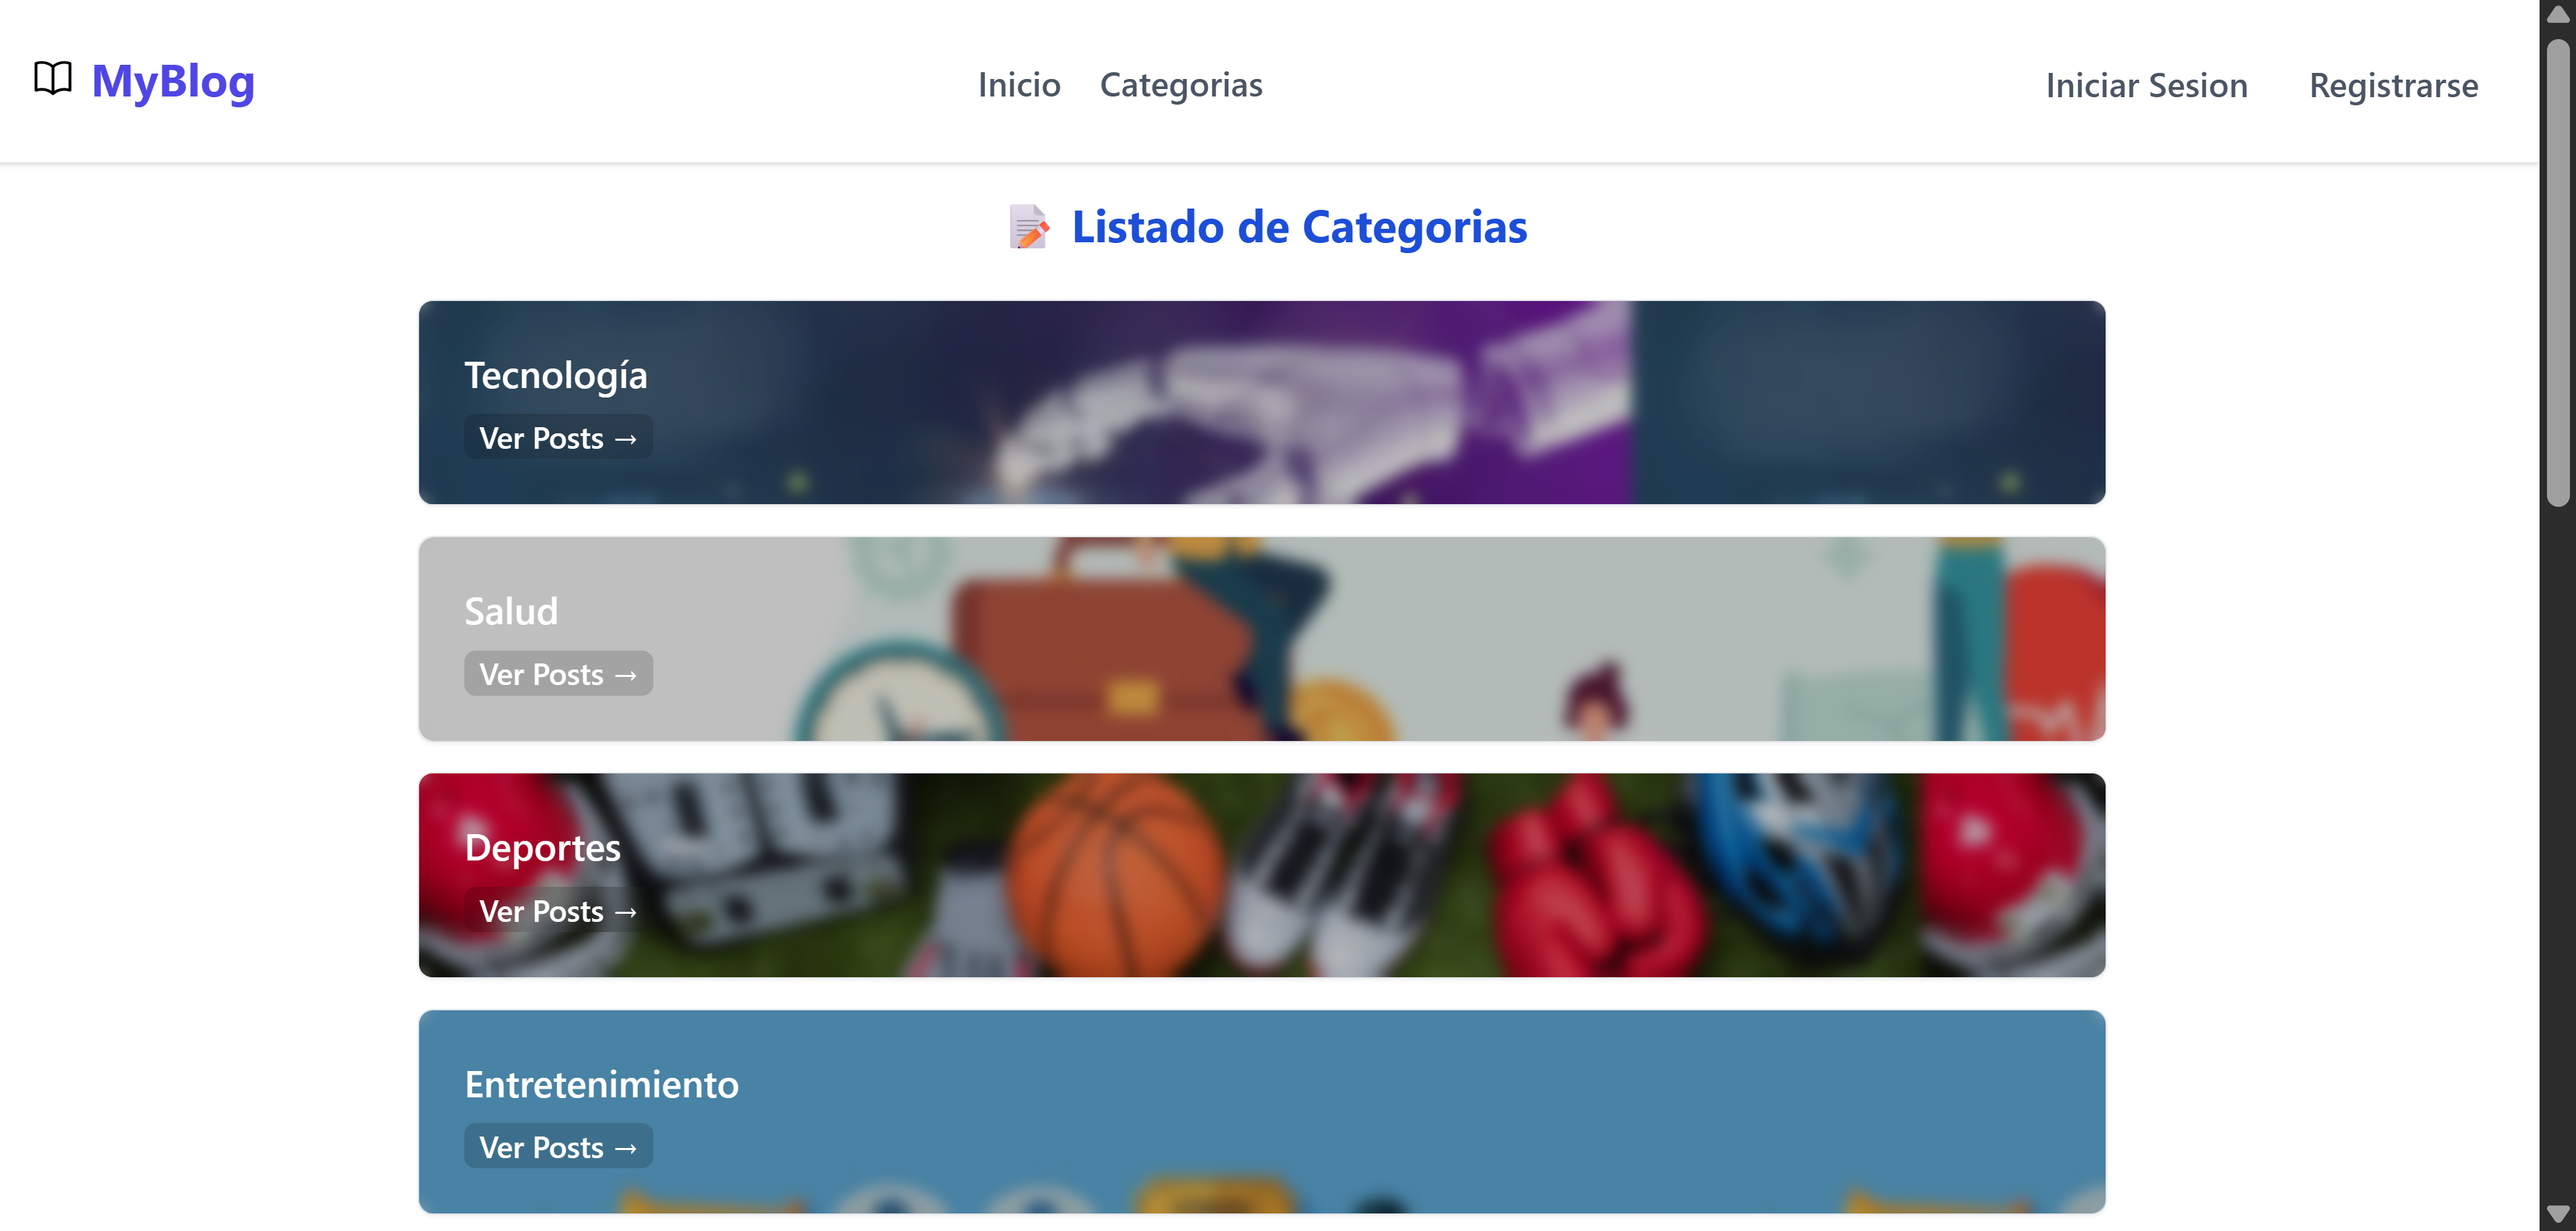 MyBlog
Inicio Categorias
Iniciar Sesion Registrarse
Listado de Categorias
Tecnología
Ver Posts →
Salud
Ver Posts →
Deportes
Ver Posts →
Entretenimiento
Ver Posts →